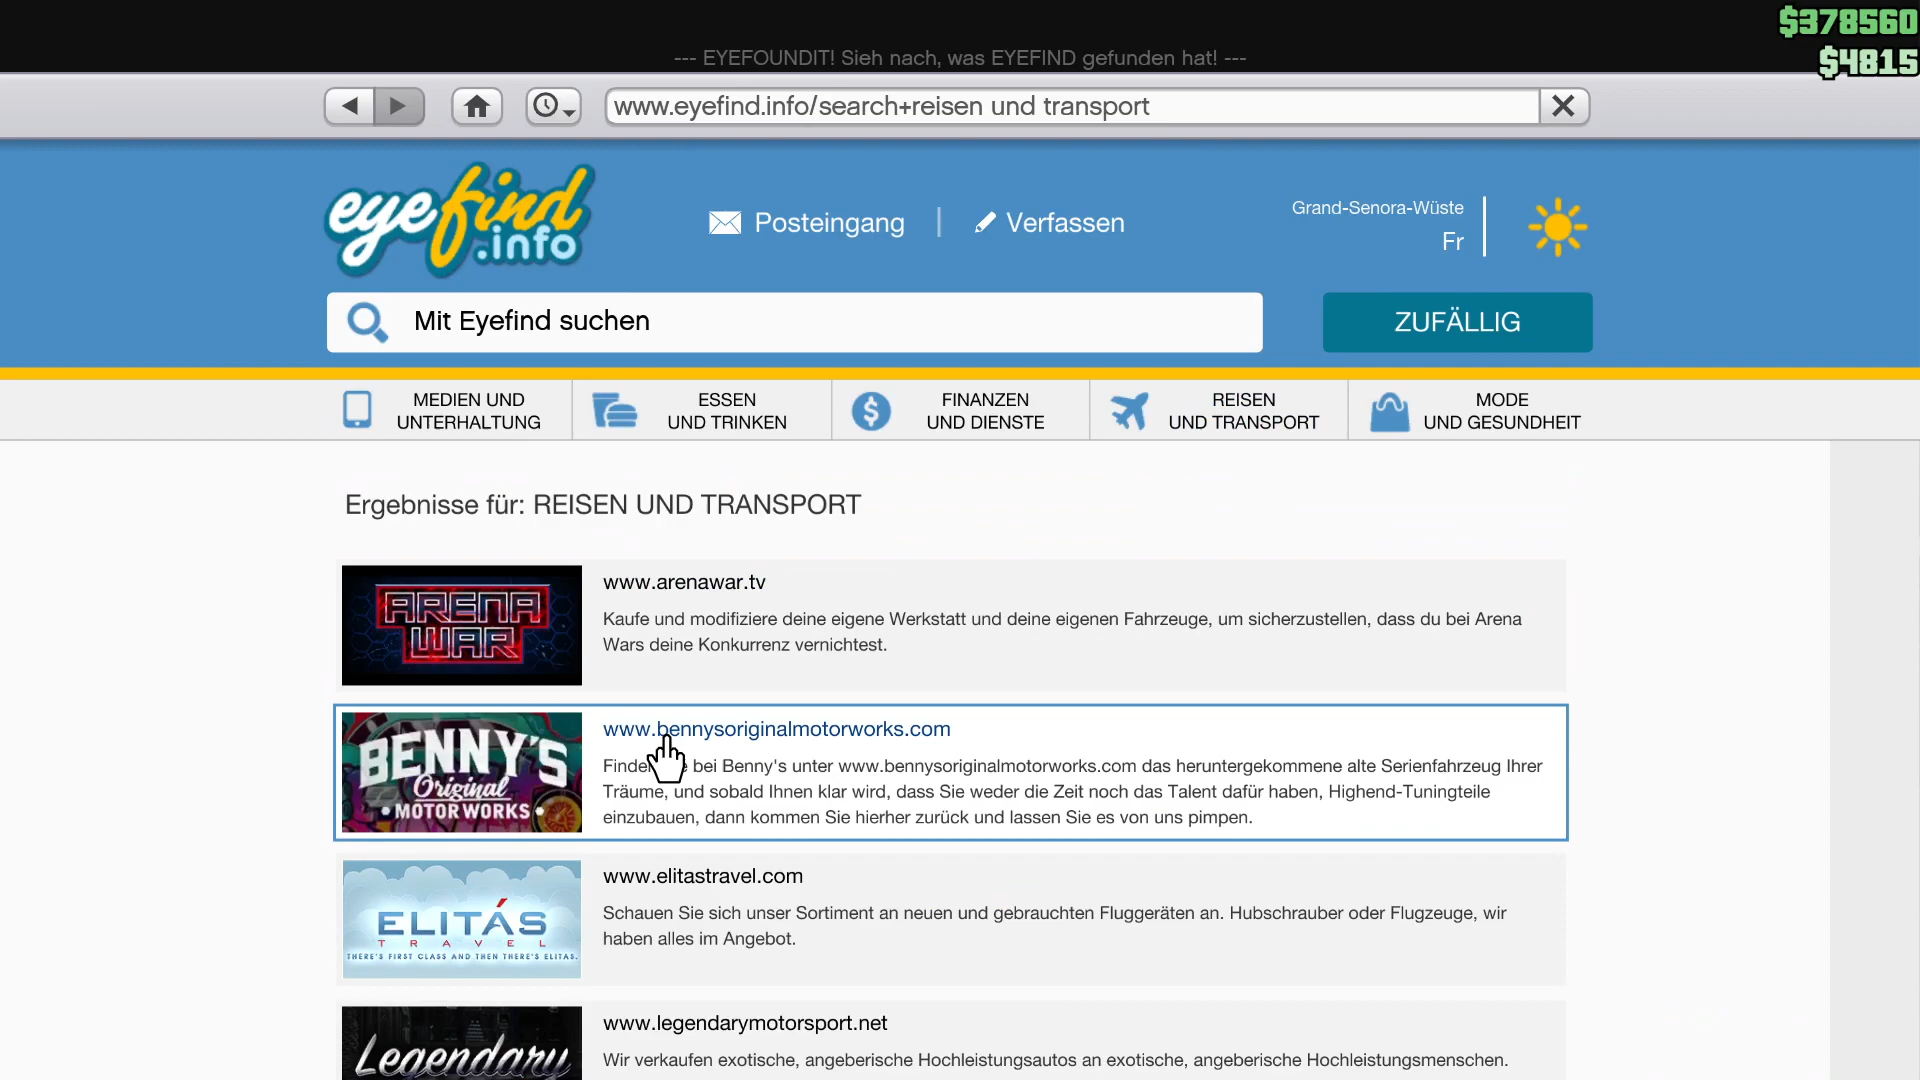 $378560
--- EYEFOUNDIT! Sieh nach, was EYEFIND gefunden hat! ---
$4815
www.eyefind.info/search+reisen und transport
eyefind.info
Posteingang | Verfassen
Grand-Senora-Wüste
Fr
Mit Eyefind suchen
ZUFÄLLIG
MEDIEN UND
UNTERHALTUNG
ESSEN
UND TRINKEN
FINANZEN
UND DIENSTE
REISEN
UND TRANSPORT
MODE
UND GESUNDHEIT
Ergebnisse für: REISEN UND TRANSPORT
ARENA
WAR
www.arenawar.tv
Kaufe und modifiziere deine eigene Werkstatt und deine eigenen Fahrzeuge, um sicherzustellen, dass du bei Arena
Wars deine Konkurrenz vernichtest.
BENNY'S
Original
MOTOR WORKS
www.bennysoriginalmotorworks.com
bei Benny's unter www.bennysoriginalmotorworks.com das heruntergekommene alte Serienfahrzeug Ihrer
Träume, und sobald Ihnen klar wird, dass Sie weder die Zeit noch das Talent dafür haben, Highend-Tuningteile
einzubauen, dann kommen Sie hierher zurück und lassen Sie es von uns pimpen.
ELITÁS
TRAVEL
THERE'S FIRST CLASS AND THEN THERE'S ELITAS.
www.elitastravel.com
Schauen Sie sich unser Sortiment an neuen und gebrauchten Fluggeräten an. Hubschrauber oder Flugzeuge, wir
haben alles im Angebot.
Legendary
www.legendarymotorsport.net
Wir verkaufen exotische, angeberische Hochleistungsautos an exotische, angeberische Hochleistungsmenschen.